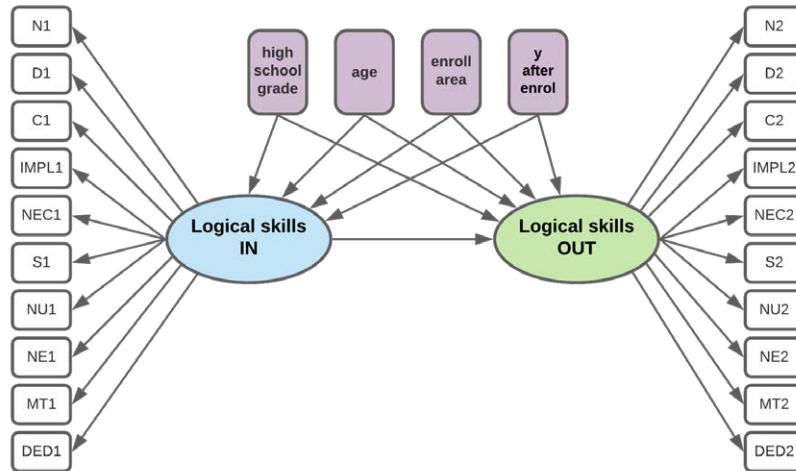 N1
D1
C1
IMPL1
NEC1
S1
NU1
NE1
MT1
DED1
high
school
grade
age
enroll
area
y
after
enrol
Logical skills
IN
Logical skills
OUT
N2
D2
C2
IMPL2
NEC2
S2
NU2
NE2
MT2
DED2